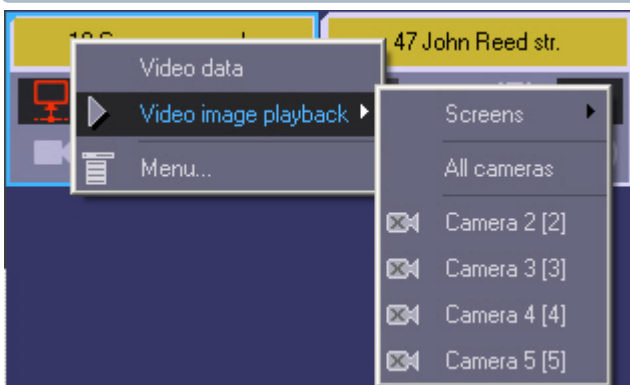 47 John Reed str.
Video data
Video image playback
Menu...
Screens
All cameras
Camera 2 [2]
Camera 3 [3]
Camera 4 [4]
Camera 5 [5]